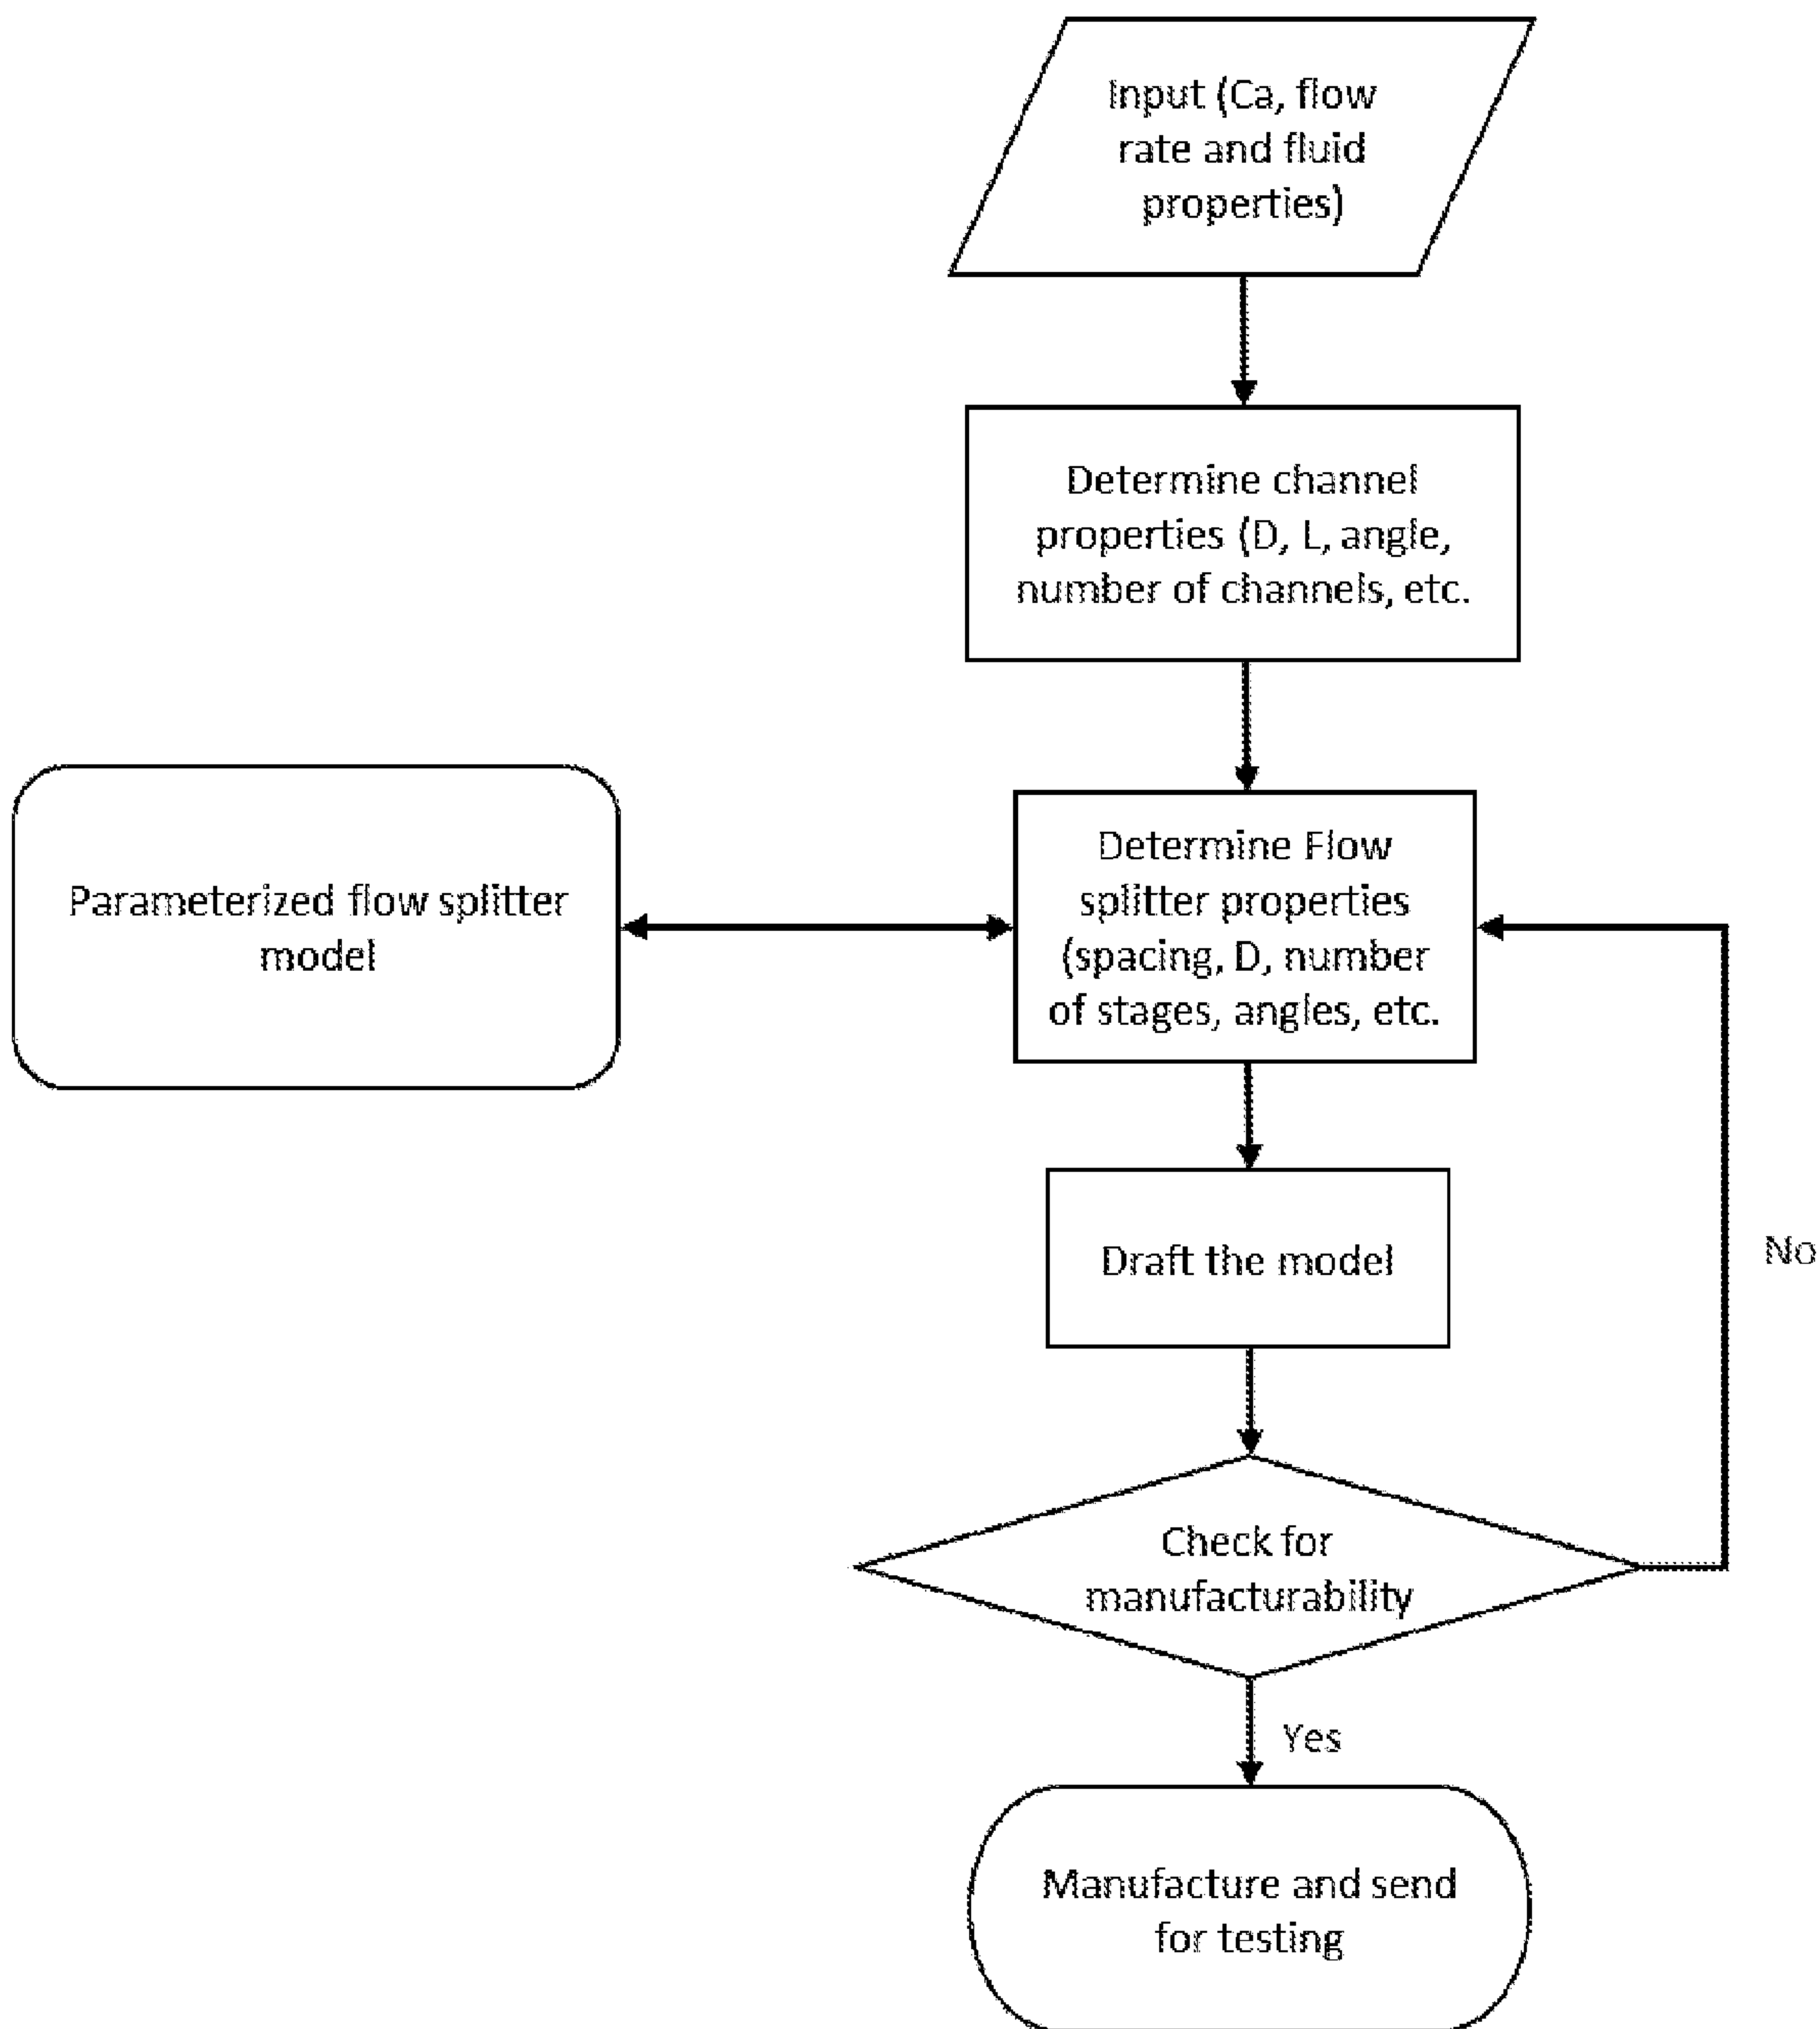 Input (Ca, flow
rate and fluid
properties)
Determine channel
properties (D, L, angle,
number of channels, etc.
Parameterized flow splitter
model
Determine Flow
splitter properties
(spacing, D, number
of stages, angles, etc.
Draft the model
No
Check for
manufacturability
Yes
Manufacture and send
for testing